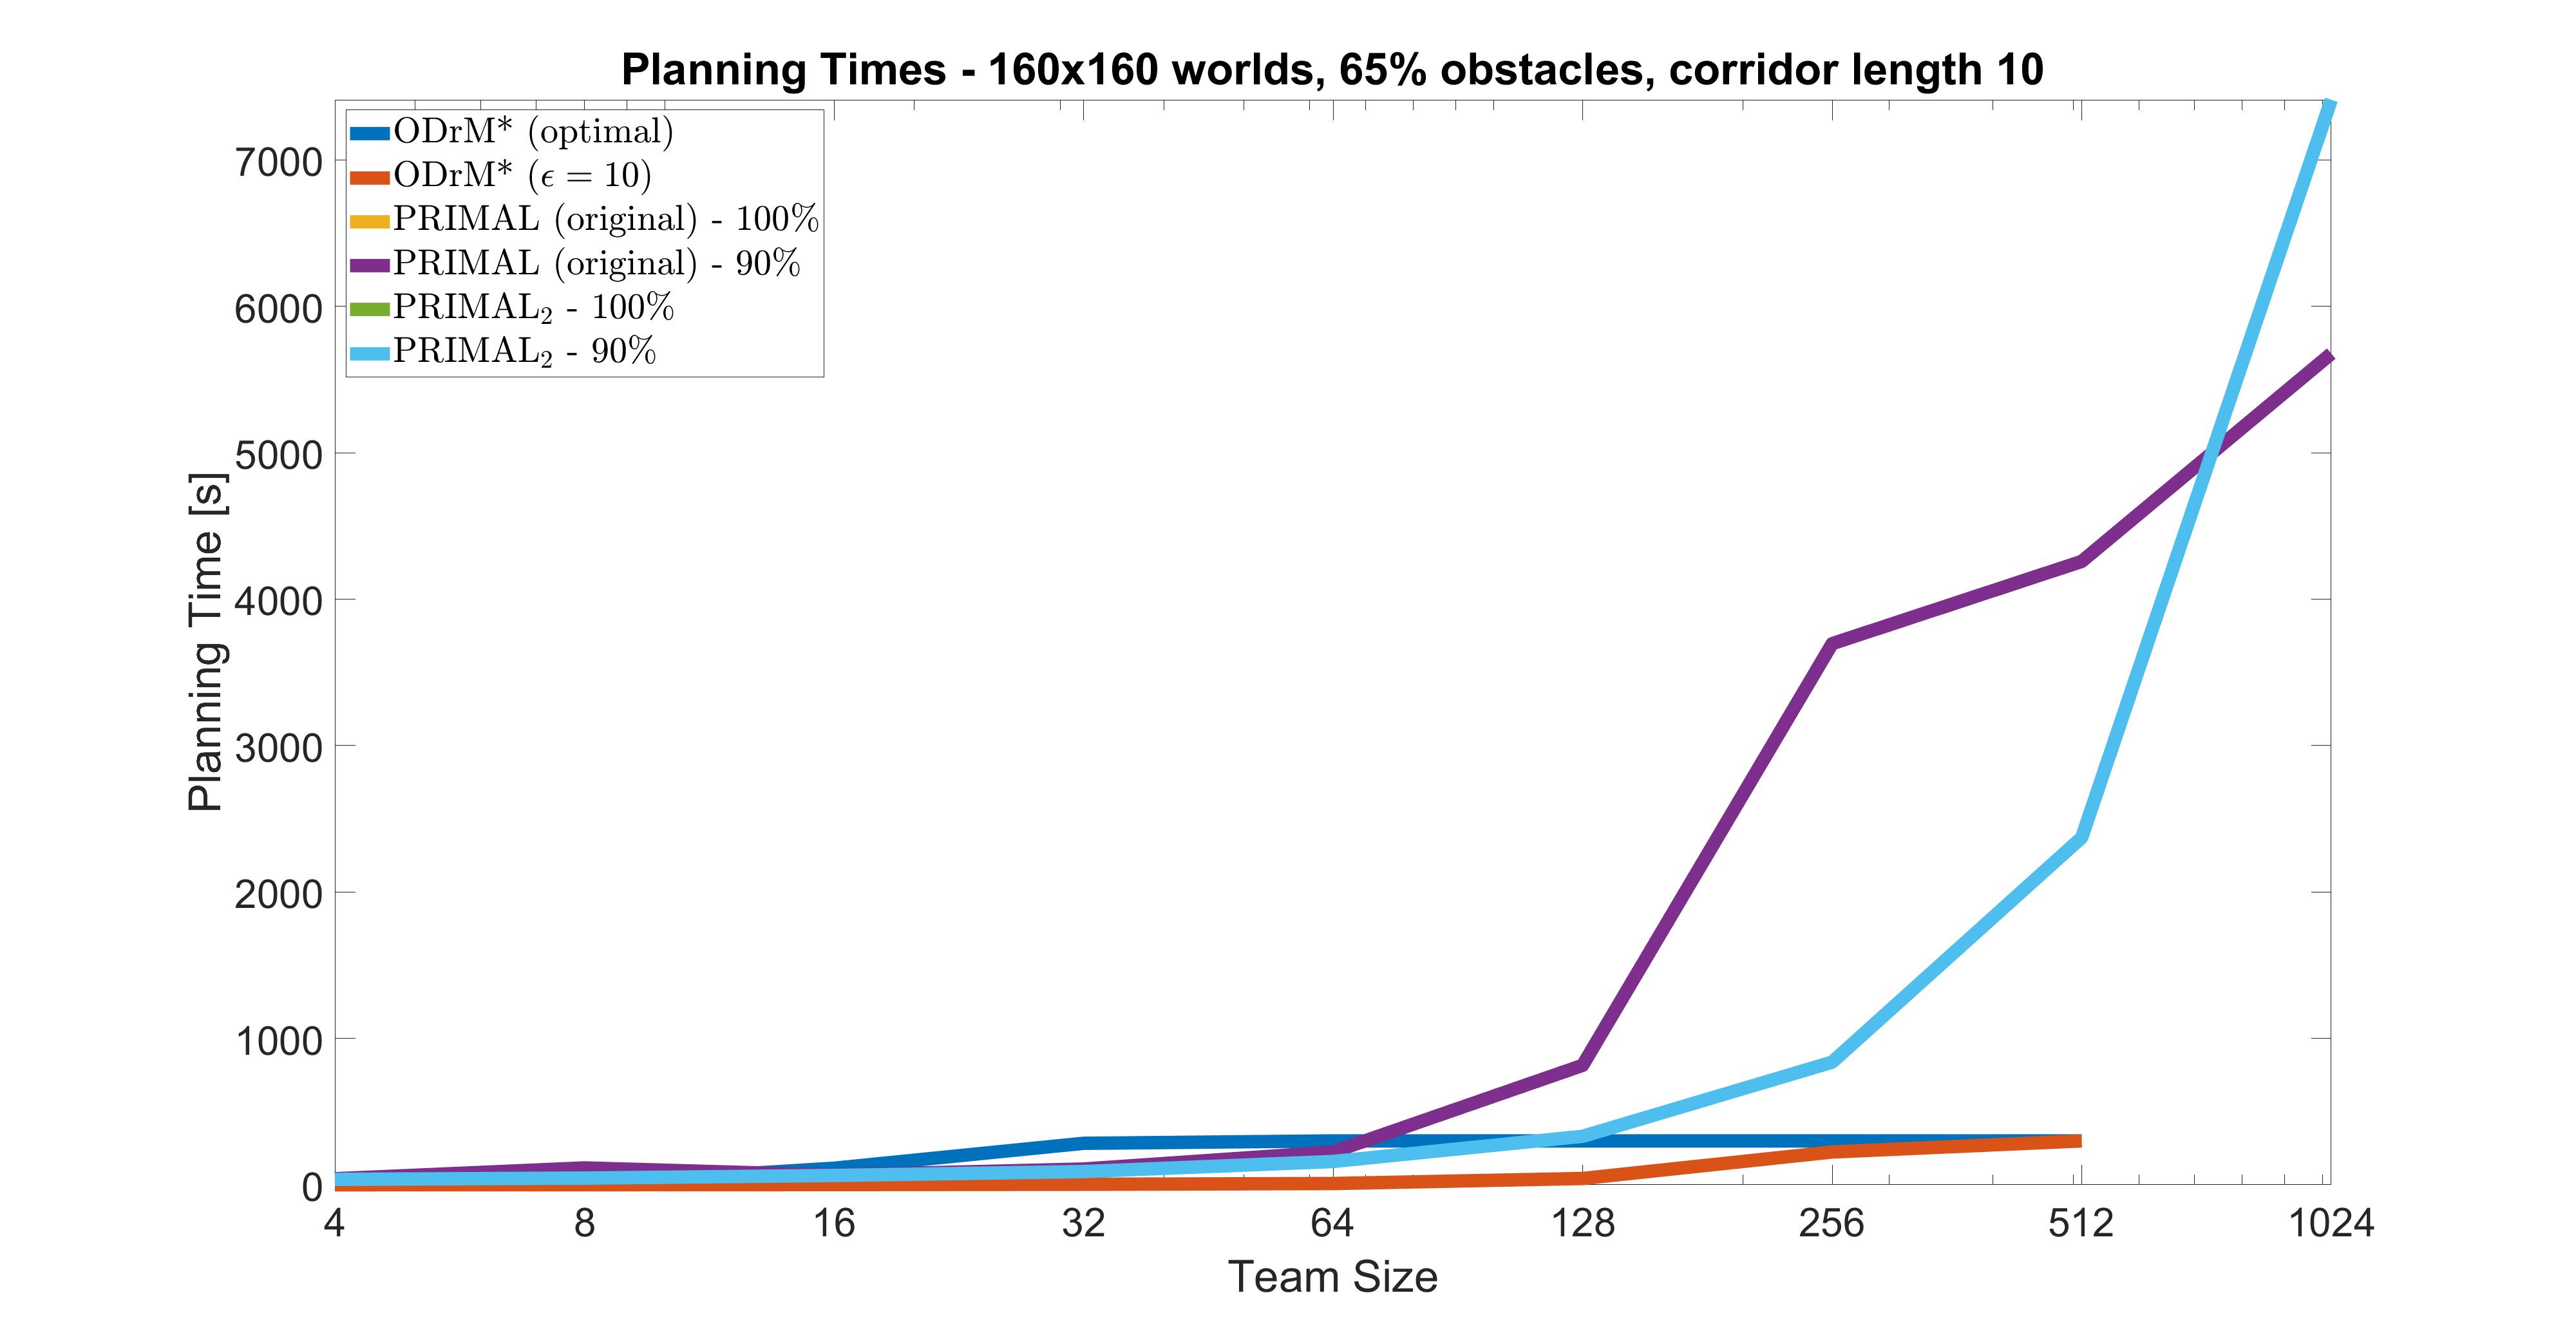 Planning Times - 160x160 worlds, 65% obstacles, corridor length 10
ODrM* (optimal)
ODrM* (ϵ = 10)
PRIMAL (original) - 100%
PRIMAL (original) - 90%
PRIMAL₂ - 100%
PRIMAL₂ - 90%
Planning Time [s]
7000
6000
5000
4000
3000
2000
1000
0
4 8 16 32 64 128 256 512 1024
Team Size